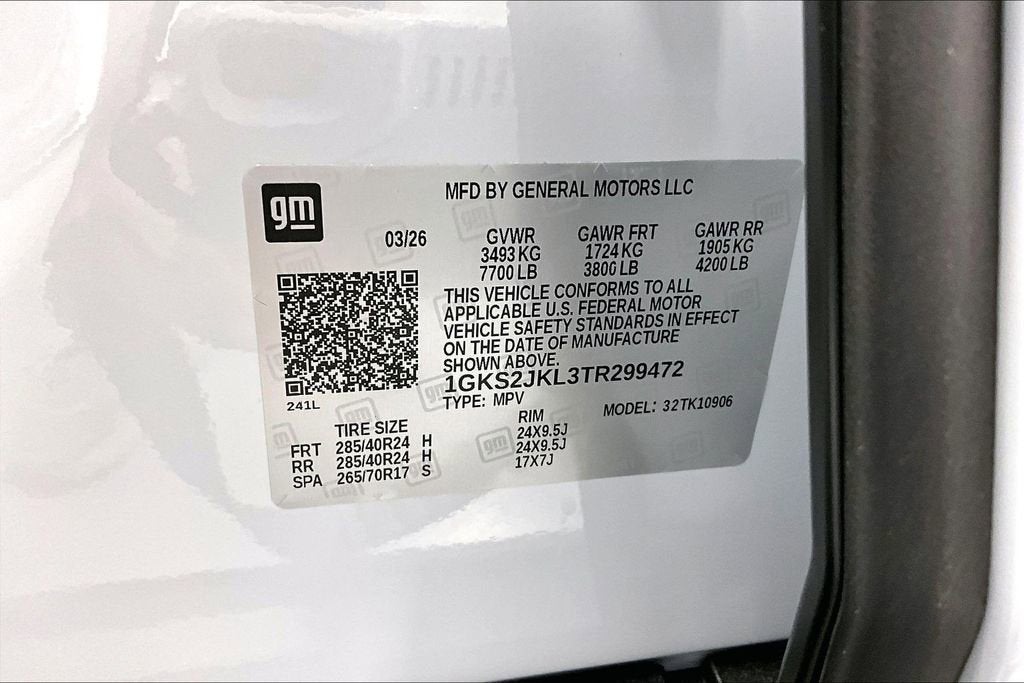 gm
MFD BY GENERAL MOTORS LLC
03/26
GVWR GAWR FRT GAWR RR
3493 KG 1724 KG 1905 KG
7700 LB 3800 LB 4200 LB
THIS VEHICLE CONFORMS TO ALL
APPLICABLE U.S. FEDERAL MOTOR
VEHICLE SAFETY STANDARDS IN EFFECT
ON THE DATE OF MANUFACTURE
SHOWN ABOVE.
1GKS2JKL3TR299472
241L
TYPE: MPV MODEL: 32TK10906
TIRE SIZE RIM
FRT 285/40R24 H 24X9.5J
RR 285/40R24 H 24X9.5J
SPA 265/70R17 S 17X7J